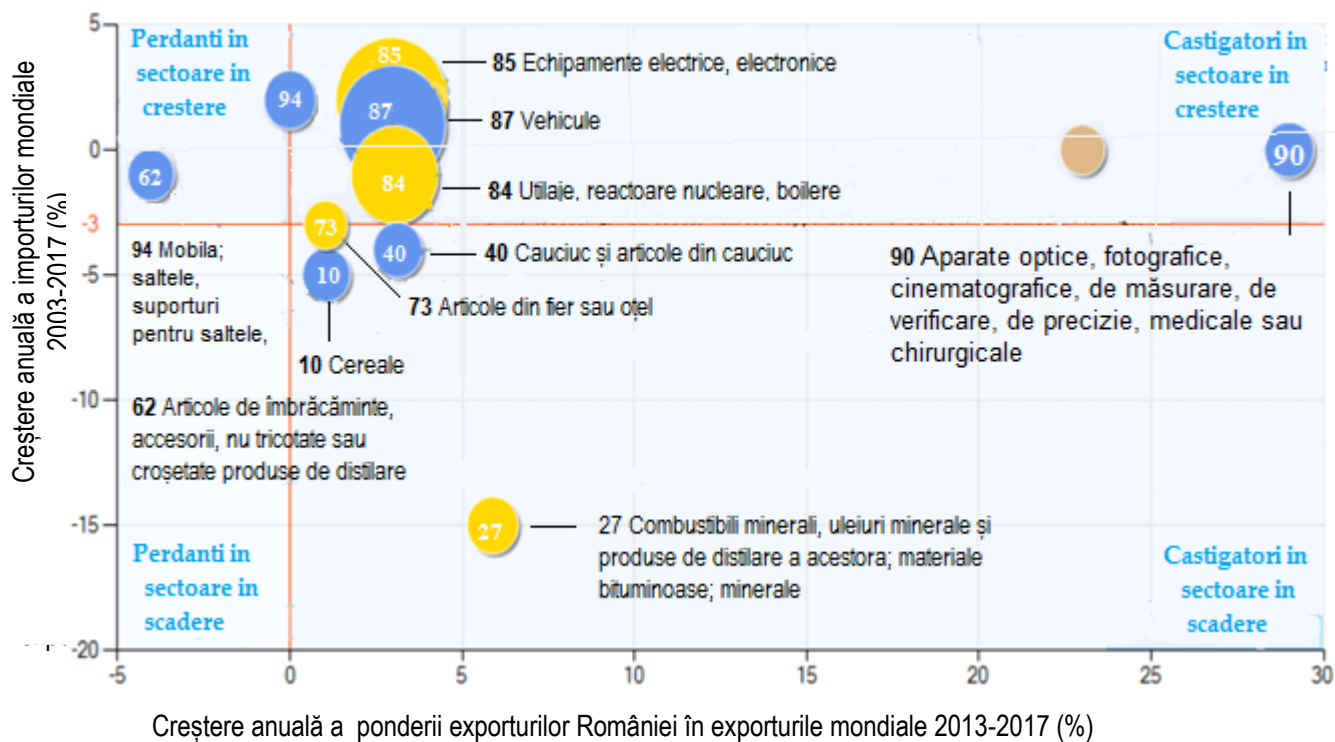 Creștere anuală a importurilor mondiale
2003-2017 (%)
5
0
-3
-5
-10
-15
-20
Perdanti in
sectoare in
crestere
Castigatori in
sectoare in
crestere
85
94
87
62
84
90
73
40
10
27
85 Echipamente electrice, electronice
87 Vehicule
84 Utilaje, reactoare nucleare, boilere
40 Cauciuc și articole din cauciuc
73 Articole din fier sau oțel
94 Mobila;
saltele,
suporturi
pentru saltele,
10 Cereale
90 Aparate optice, fotografice,
cinematografice, de măsurare, de
verificare, de precizie, medicale sau
chirurgicale
62 Articole de îmbrăcăminte,
accesorii, nu tricotate sau
croșetate produse de distilare
27 Combustibili minerali, uleiuri minerale și
produse de distilare a acestora; materiale
bituminoase; minerale
Perdanti in
sectoare in
scadere
Castigatori in
sectoare in
scadere
-5
0
5
10
15
20
25
30
Creștere anuală a ponderii exporturilor României în exporturile mondiale 2013-2017 (%)